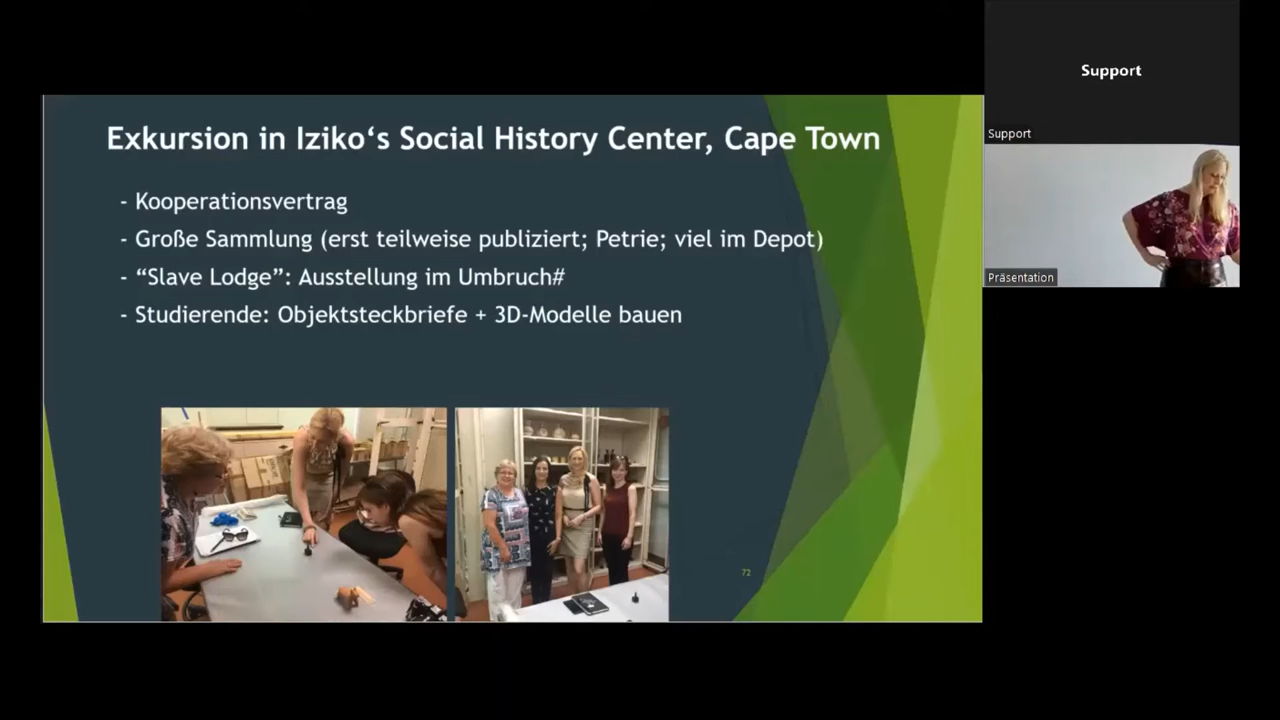 Exkursion in Iziko‘s Social History Center, Cape Town
- Kooperationsvertrag
- Große Sammlung (erst teilweise publiziert; Petrie; viel im Depot)
- “Slave Lodge”: Ausstellung im Umbruch#
- Studierende: Objektsteckbriefe + 3D-Modelle bauen
72
Support
Support
Präsentation